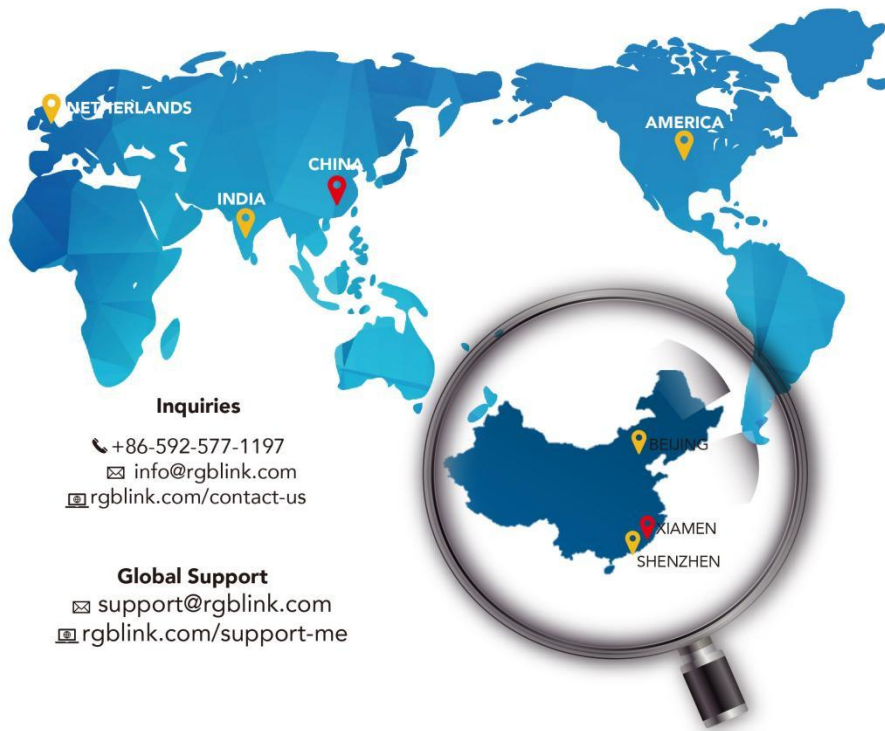 NETHERLANDS
AMERICA
CHINA
INDIA
Inquiries
+86-592-577-1197
info@rgblink.com
rgblink.com/contact-us
Global Support
support@rgblink.com
rgblink.com/support-me
BEIJING
XIAMEN
SHENZHEN